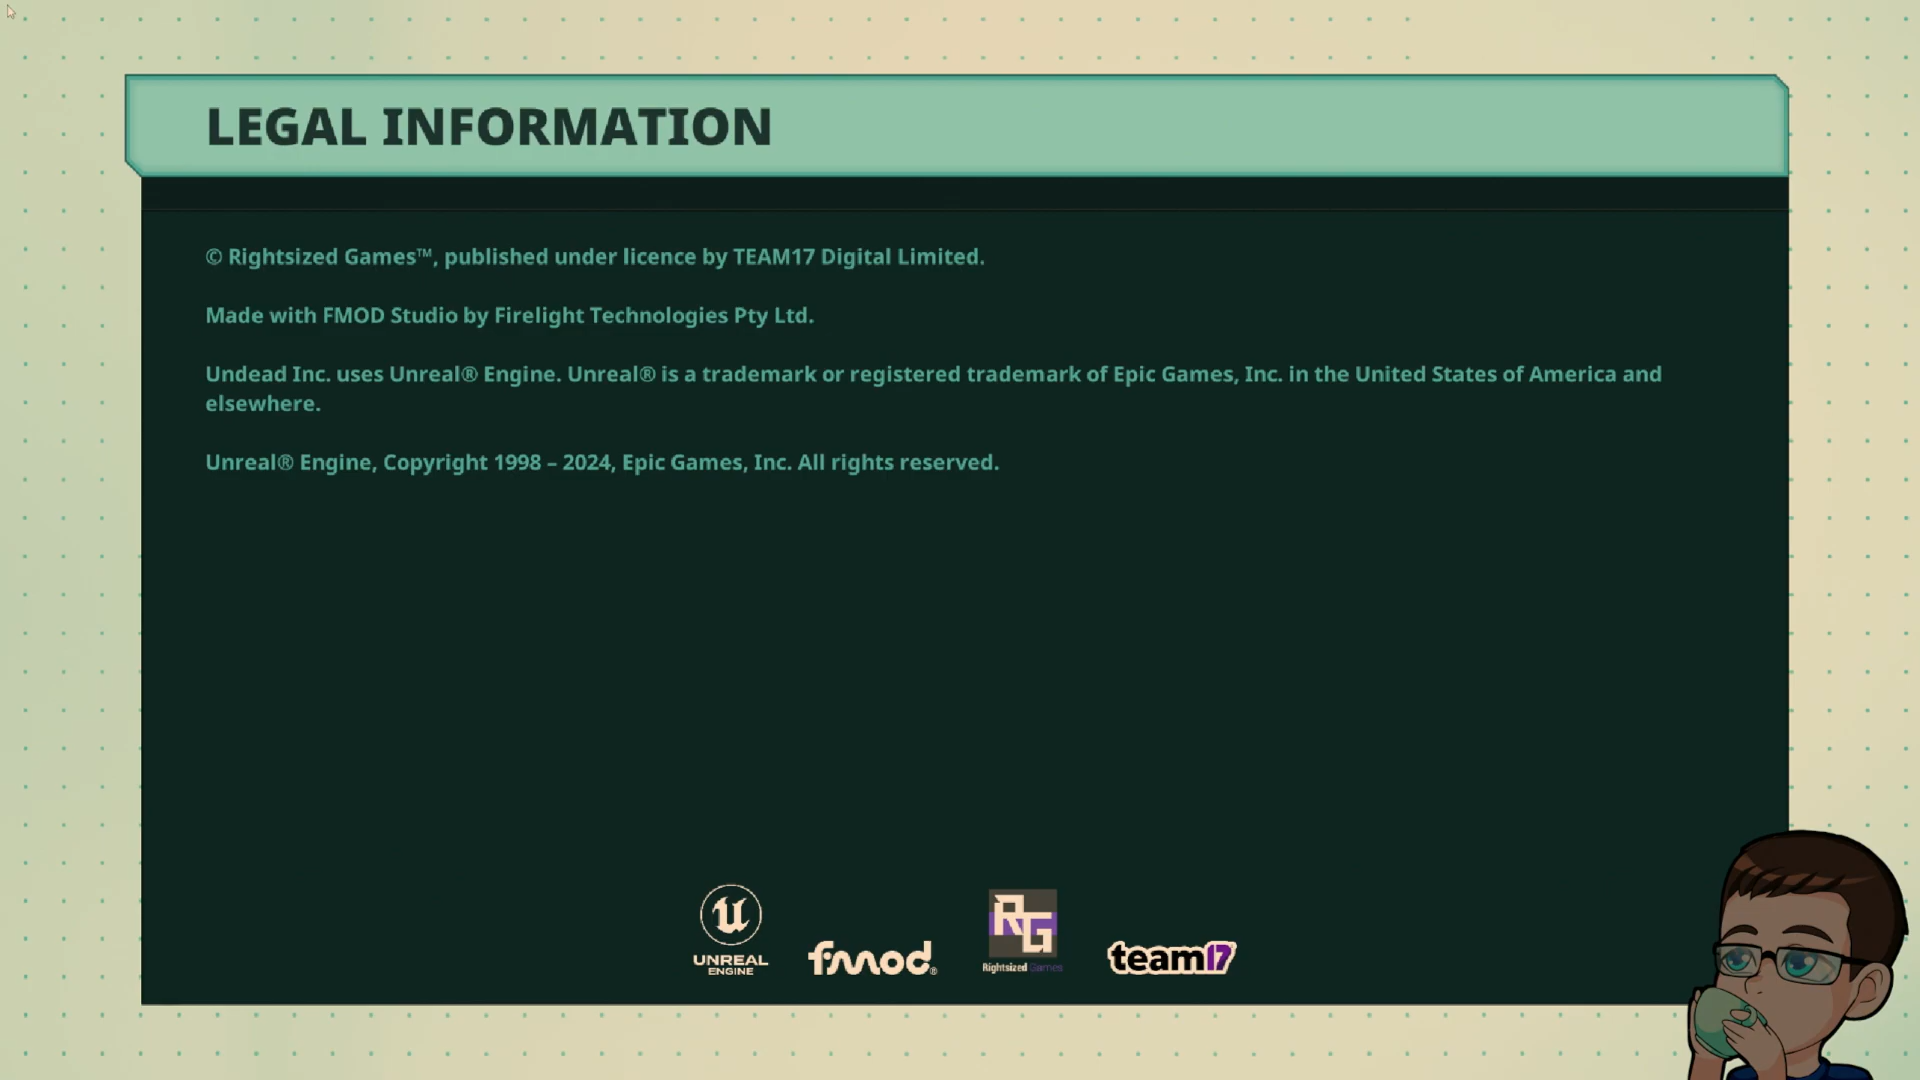 LEGAL INFORMATION
© Rightsized Games™, published under licence by TEAM17 Digital Limited.
Made with FMOD Studio by Firelight Technologies Pty Ltd.
Undead Inc. uses Unreal® Engine. Unreal® is a trademark or registered trademark of Epic Games, Inc. in the United States of America and
elsewhere.
Unreal® Engine, Copyright 1998 – 2024, Epic Games, Inc. All rights reserved.
UNREAL
ENGINE
fmod®
RG
Rightsized Games
team17